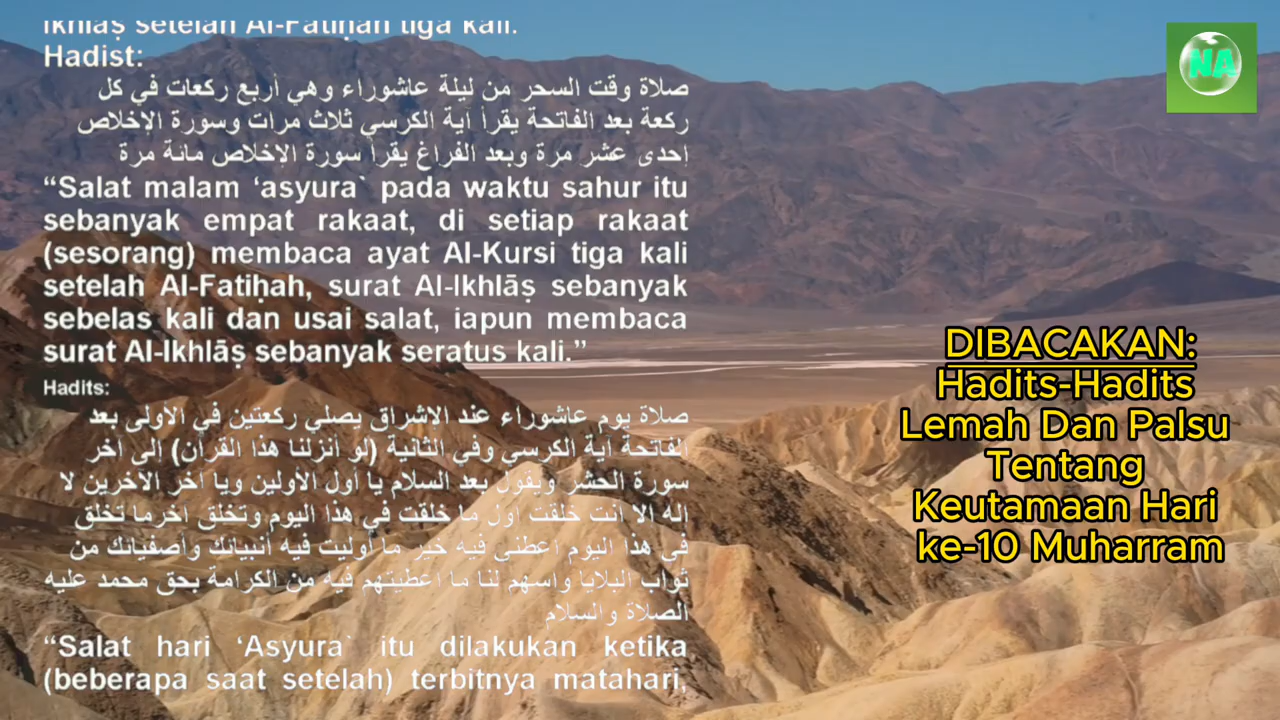 ikhlaṣ setelah Al-Fatiḥah tiga kali.
Hadist:
صلاة وقت السحر من ليلة عاشوراء وهي أربع ركعات في كل
ركعة بعد الفاتحة يقرأ آية الكرسي ثلاث مرات وسورة الإخلاص
إحدى عشر مرة وبعد الفراغ يقرأ سورة الإخلاص مائة مرة
“Salat malam ‘asyura` pada waktu sahur itu
sebanyak empat rakaat, di setiap rakaat
(sesorang) membaca ayat Al-Kursi tiga kali
setelah Al-Fatiḥah, surat Al-Ikhlāṣ sebanyak
sebelas kali dan usai salat, iapun membaca
surat Al-Ikhlāṣ sebanyak seratus kali.”
Hadits:
صلاة يوم عاشوراء عند الإشراق يصلي ركعتين في الأولى بعد
الفاتحة آية الكرسي وفي الثانية (لو أنزلنا هذا القرآن) إلى آخر
سورة الحشر ويقول بعد السلام يا أول الأولين ويا آخر الآخرين لا
إله إلا أنت خلقت أول ما خلقت في هذا اليوم وتخلق آخرما تخلق
في هذا اليوم اعطني فيه خير ما أوليت فيه أنبيائك وأصفيائك من
ثواب البلايا واسهم لنا ما اعطيتهم فيه من الكرامة بحق محمد عليه
الصلاة والسلام
“Salat hari ‘Asyura` itu dilakukan ketika
(beberapa saat setelah) terbitnya matahari,
NA
DIBACAKAN:
Hadits-Hadits
Lemah Dan Palsu
Tentang
Keutamaan Hari
ke-10 Muharram